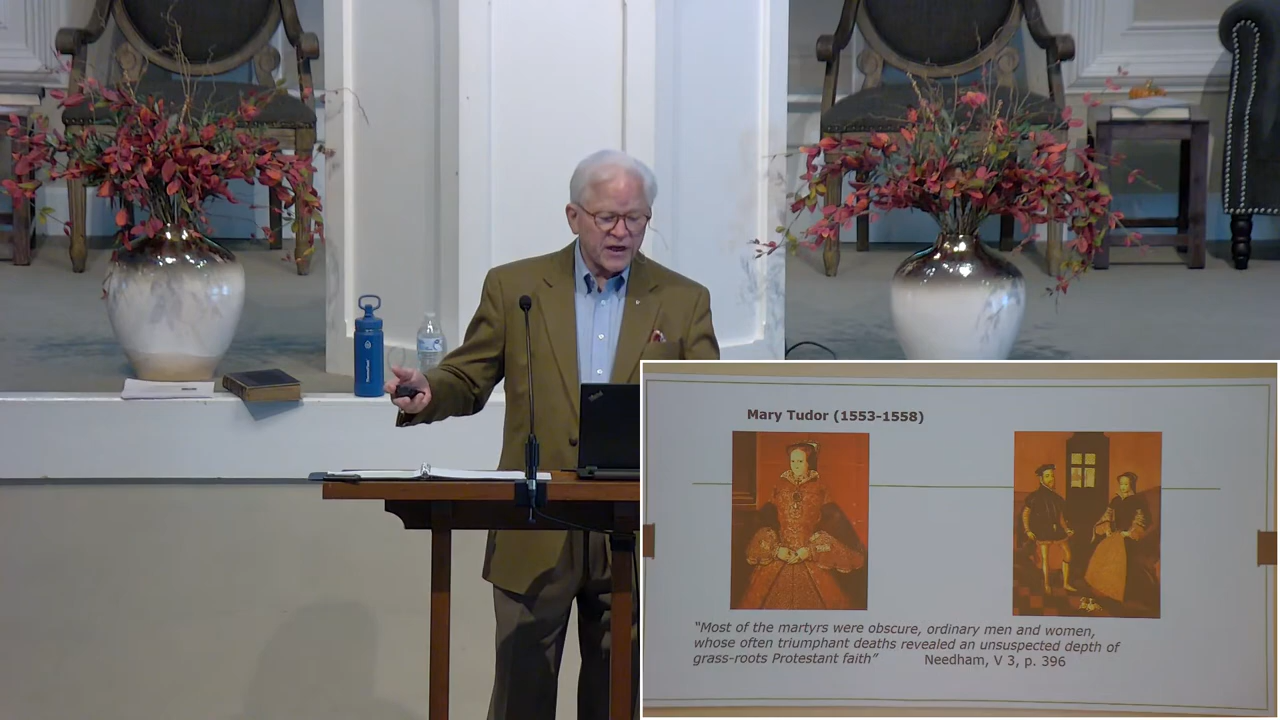 Mary Tudor (1553-1558)
“Most of the martyrs were obscure, ordinary men and women,
whose often triumphant deaths revealed an unsuspected depth of
grass-roots Protestant faith” Needham, V 3, p. 396